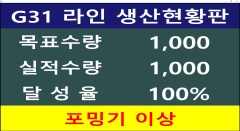 G31 라인 생산현황판
목표수량 1,000
실적수량 1,000
달 성 율 100%
포밍기 이상